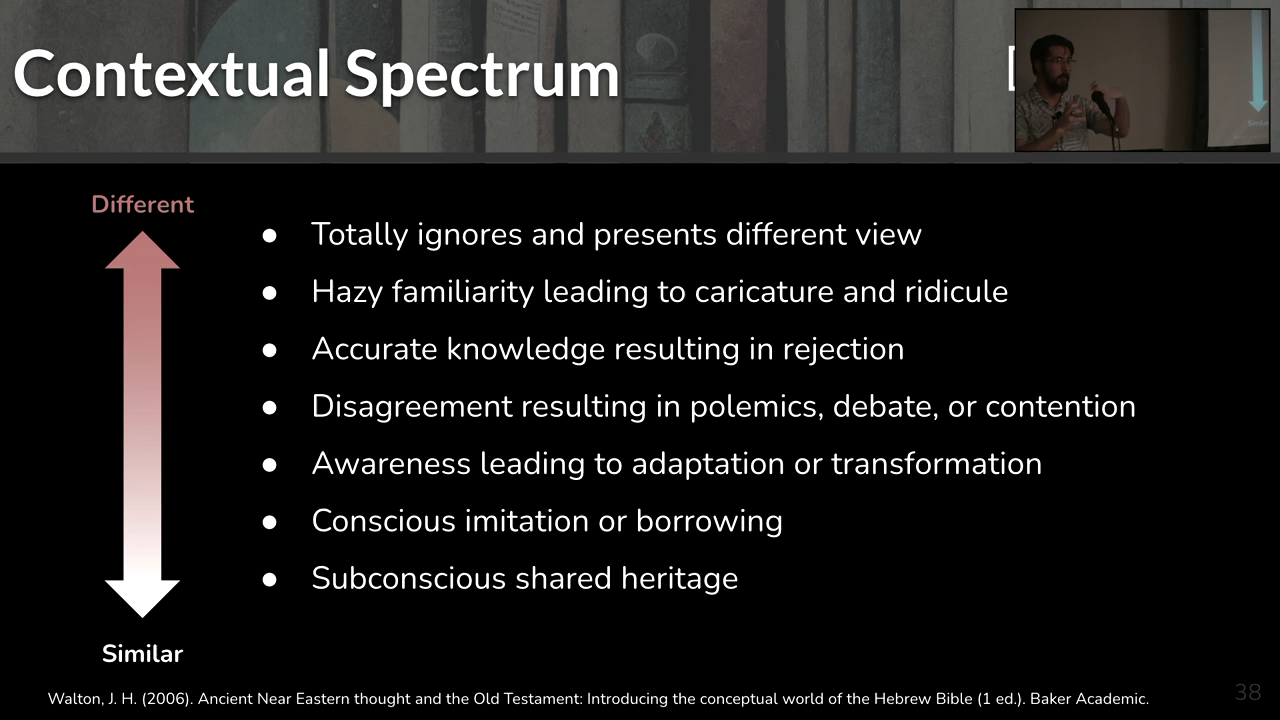 Contextual Spectrum
Different
● Totally ignores and presents different view
● Hazy familiarity leading to caricature and ridicule
● Accurate knowledge resulting in rejection
● Disagreement resulting in polemics, debate, or contention
● Awareness leading to adaptation or transformation
● Conscious imitation or borrowing
● Subconscious shared heritage
Similar
Walton, J. H. (2006). Ancient Near Eastern thought and the Old Testament: Introducing the conceptual world of the Hebrew Bible (1 ed.). Baker Academic.
38